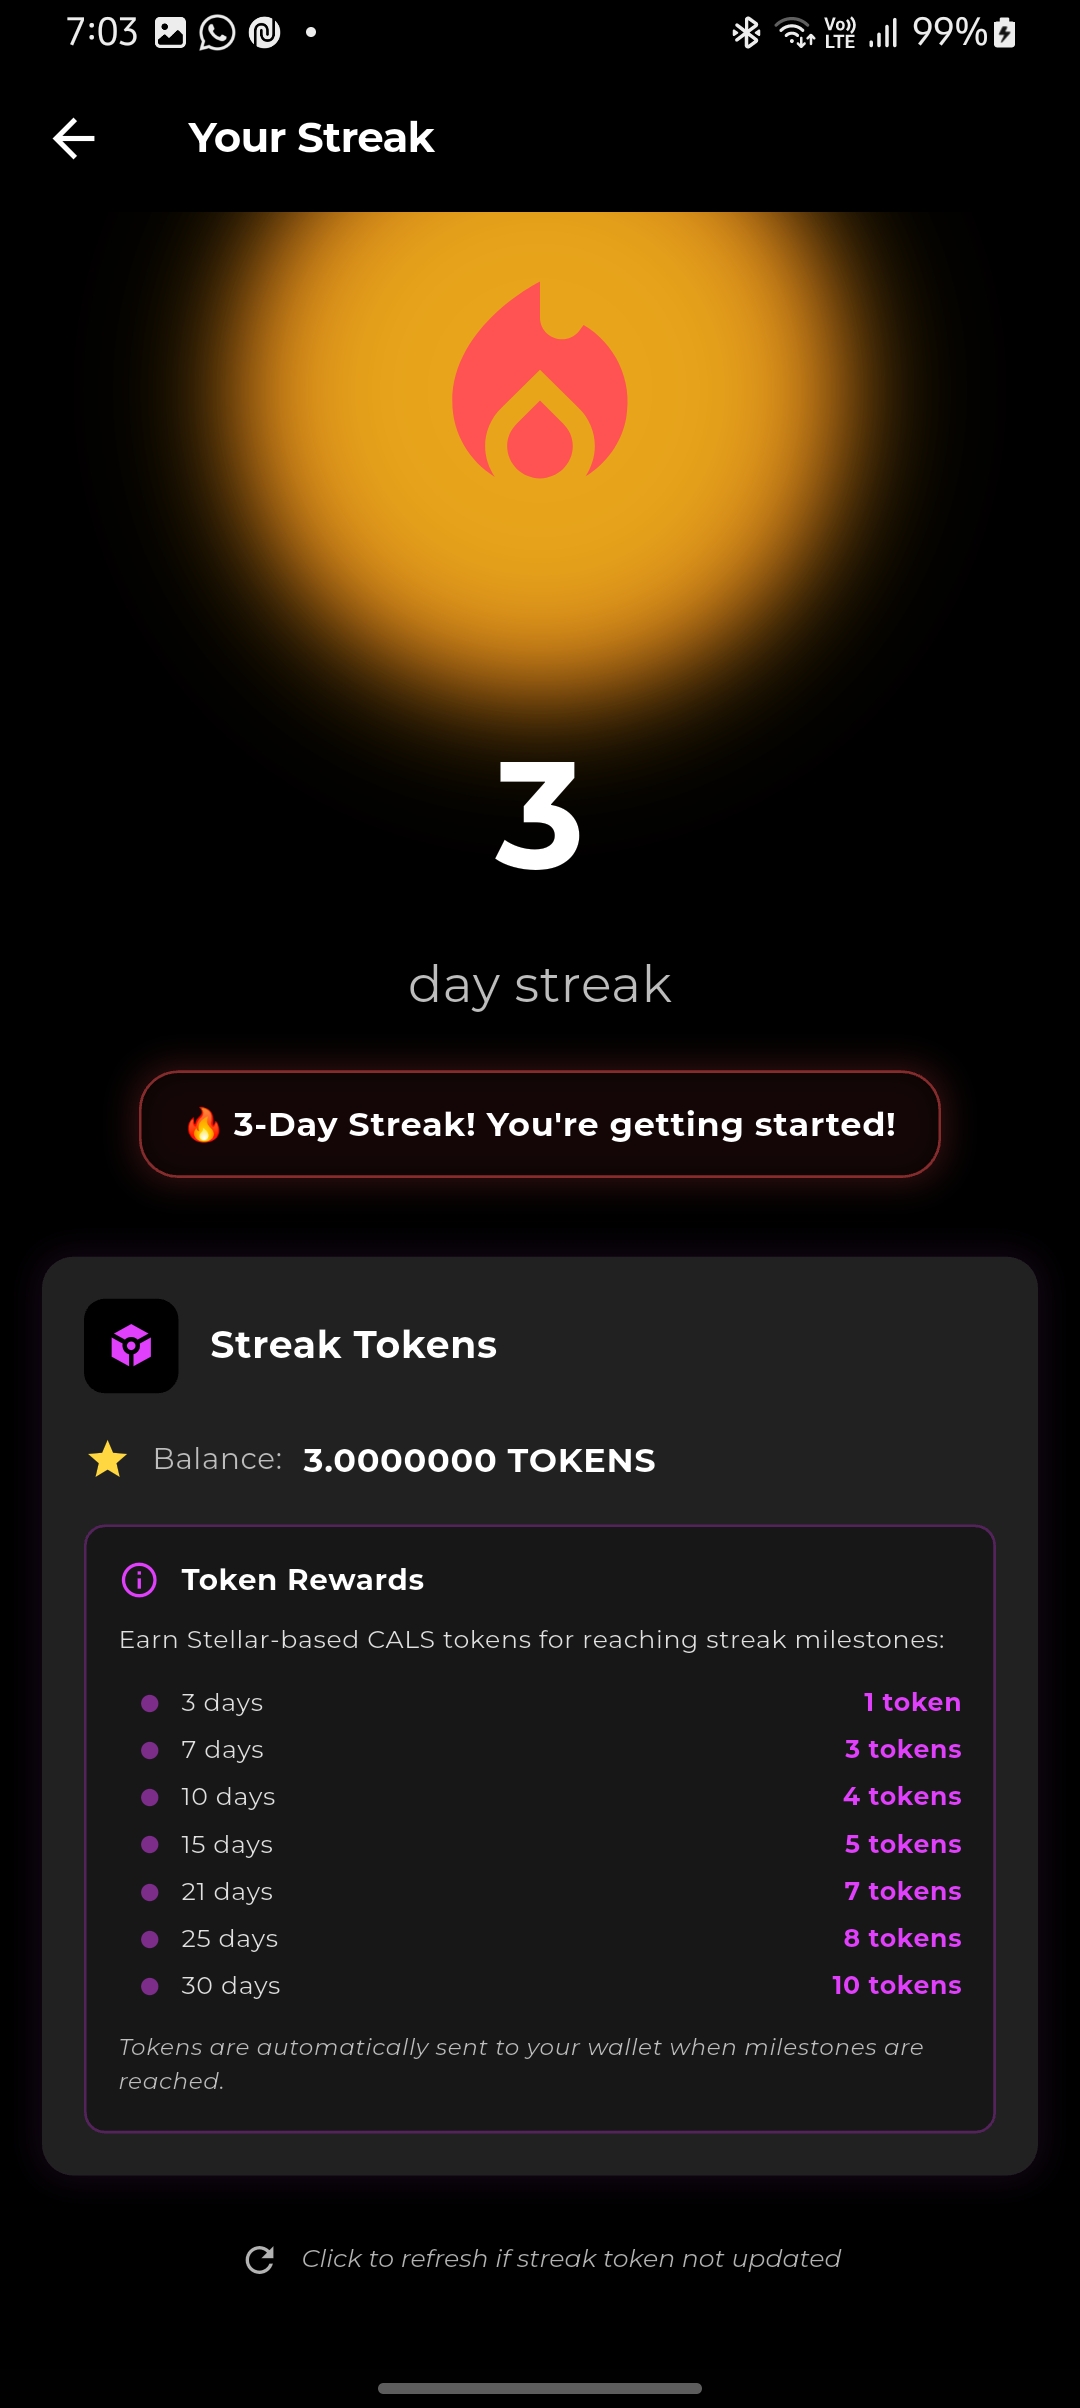 7:03
Vo))
LTE
99%
Your Streak
3
day streak
🔥 3-Day Streak! You're getting started!
Streak Tokens
Balance: 3.0000000 TOKENS
Token Rewards
Earn Stellar-based CALS tokens for reaching streak milestones:
3 days 1 token
7 days 3 tokens
10 days 4 tokens
15 days 5 tokens
21 days 7 tokens
25 days 8 tokens
30 days 10 tokens
Tokens are automatically sent to your wallet when milestones are
reached.
Click to refresh if streak token not updated